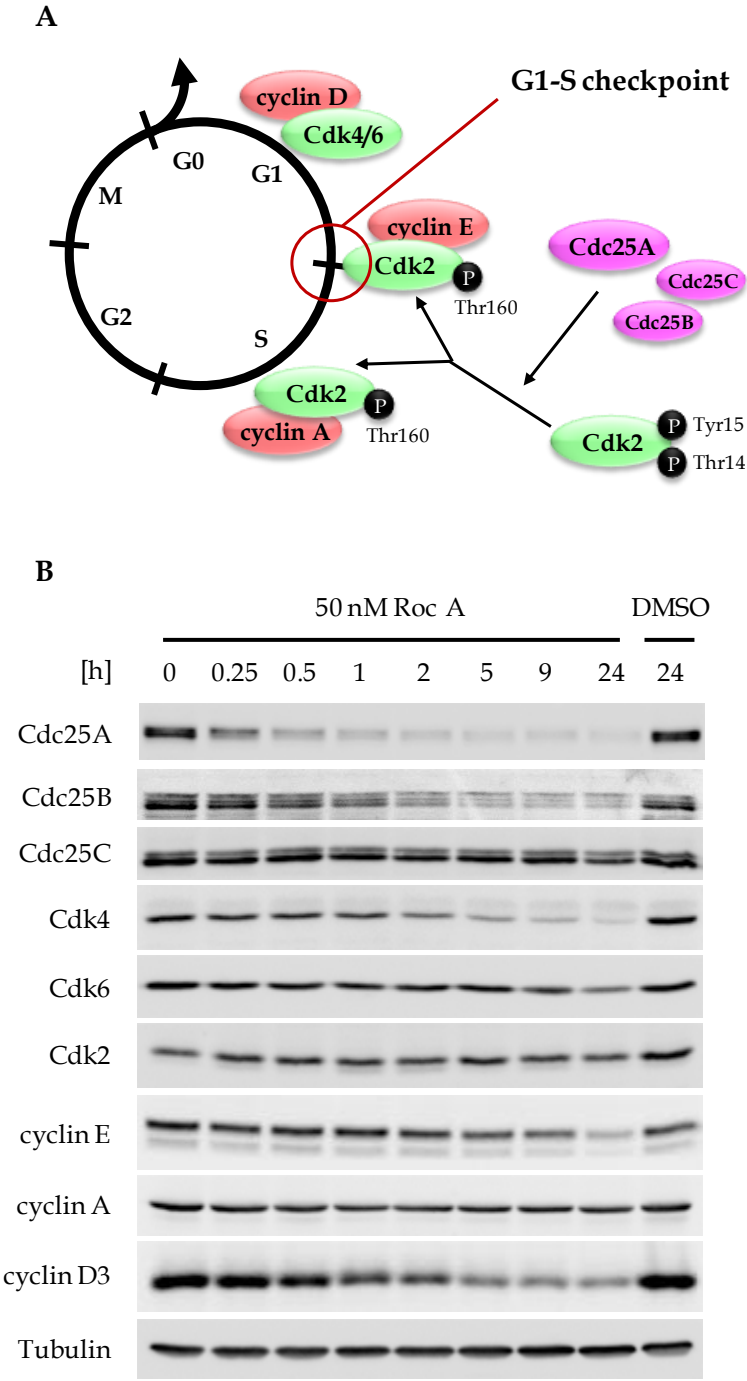 A
G1-S checkpoint
cyclin D
Cdk4/6
G0
G1
M
cyclin E
Cdk2
P
Thr160
Cdc25A
Cdc25C
Cdc25B
G2
S
Cdk2
P
cyclin A
Thr160
Cdk2
P Tyr15
P Thr14
B
50 nM Roc A DMSO
[h] 0 0.25 0.5 1 2 5 9 24 24
Cdc25A
Cdc25B
Cdc25C
Cdk4
Cdk6
Cdk2
cyclin E
cyclin A
cyclin D3
Tubulin